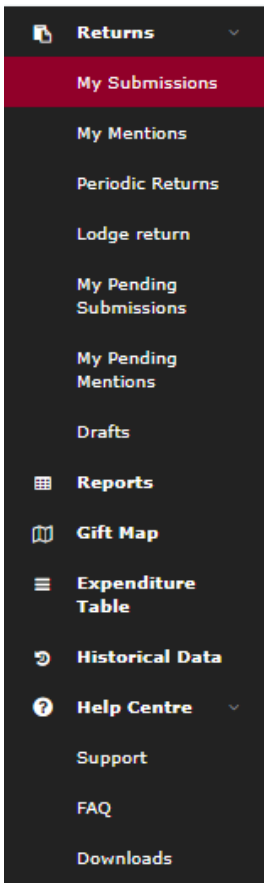 Returns
My Submissions
My Mentions
Periodic Returns
Lodge return
My Pending
Submissions
My Pending
Mentions
Drafts
Reports
Gift Map
Expenditure
Table
Historical Data
Help Centre
Support
FAQ
Downloads